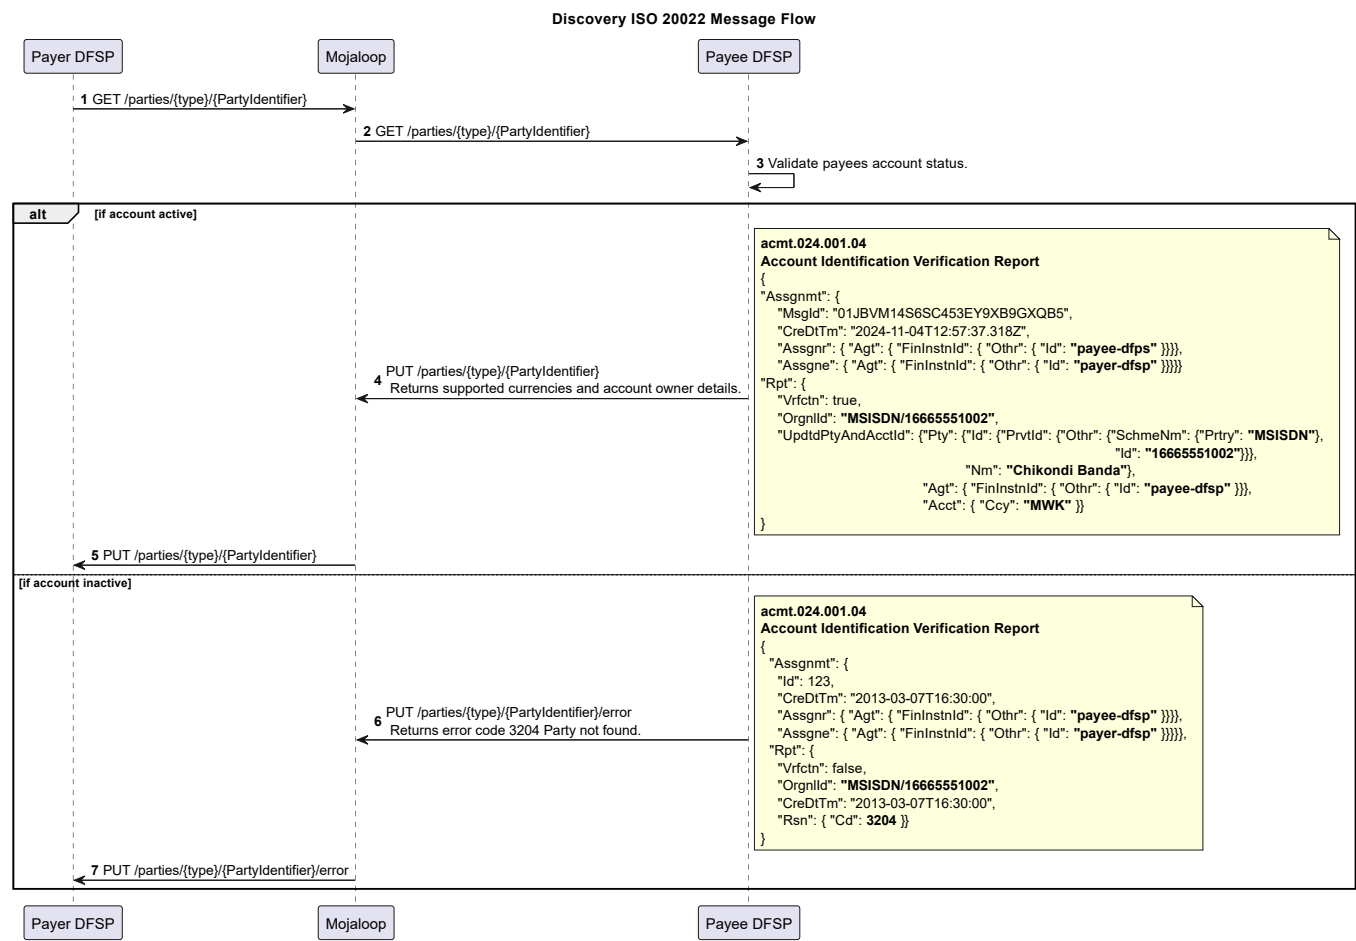 Discovery ISO 20022 Message Flow
Payer DFSP
Mojaloop
Payee DFSP
1 GET /parties/{type}/{PartyIdentifier}
2 GET /parties/{type}/{PartyIdentifier}
3 Validate payees account status.
alt [if account active]
acmt.024.001.04
Account Identification Verification Report
{
"Assgnmt": {
"MsgId": "01JBVM14S6SC453EY9XB9GXQB5",
"CreDtTm": "2024-11-04T12:57:37.318Z",
"Assgnr": { "Agt": { "FinInstnId": { "Othr": { "Id": "payee-dfps" }}}},
"Assgne": { "Agt": { "FinInstnId": { "Othr": { "Id": "payer-dfsp" }}}}}
"Rpt": {
"Vrfctn": true,
"OrgnlId": "MSISDN/16665551002",
"UpdtdPtyAndAcctId": {"Pty": {"Id": {"PrvtId": {"Othr": {"SchmeNm": {"Prtry": "MSISDN"},
"Id": "16665551002"}}},
"Nm": "Chikondi Banda"},
"Agt": { "FinInstnId": { "Othr": { "Id": "payee-dfsp" }}},
"Acct": { "Ccy": "MWK" }}
}
4 PUT /parties/{type}/{PartyIdentifier}
Returns supported currencies and account owner details.
5 PUT /parties/{type}/{PartyIdentifier}
[if account inactive]
acmt.024.001.04
Account Identification Verification Report
{
"Assgnmt": {
"Id": 123,
"CreDtTm": "2013-03-07T16:30:00",
"Assgnr": { "Agt": { "FinInstnId": { "Othr": { "Id": "payee-dfsp" }}}},
"Assgne": { "Agt": { "FinInstnId": { "Othr": { "Id": "payer-dfsp" }}}}},
"Rpt": {
"Vrfctn": false,
"OrgnlId": "MSISDN/16665551002",
"CreDtTm": "2013-03-07T16:30:00",
"Rsn": { "Cd": 3204 }}
}
6 PUT /parties/{type}/{PartyIdentifier}/error
Returns error code 3204 Party not found.
7 PUT /parties/{type}/{PartyIdentifier}/error
Payer DFSP
Mojaloop
Payee DFSP